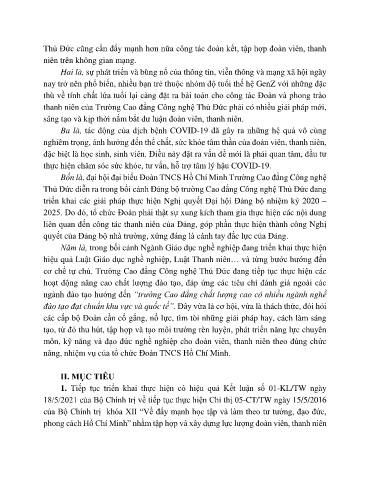 Thủ Đức cũng cần đẩy mạnh hơn nữa công tác đoàn kết, tập hợp đoàn viên, thanh
niên trên không gian mạng.
Hai là, sự phát triển và bùng nổ của thông tin, viễn thông và mạng xã hội ngày
nay trở nên phổ biến, nhiều bạn trẻ thuộc nhóm độ tuổi thế hệ GenZ với những đặc
thù về tính chất lứa tuổi lại càng đặt ra bài toán cho công tác Đoàn và phong trào
thanh niên của Trường Cao đẳng Công nghệ Thủ Đức phải có nhiều giải pháp mới,
sáng tạo và kịp thời nắm bắt dư luận đoàn viên, thanh niên.
Ba là, tác động của dịch bệnh COVID-19 đã gây ra những hệ quả vô cùng
nghiêm trọng, ảnh hưởng đến thể chất, sức khỏe tâm thần của đoàn viên, thanh niên,
đặc biệt là học sinh, sinh viên. Điều này đặt ra vấn đề mới là phải quan tâm, đầu tư
thực hiện chăm sóc sức khỏe, tư vấn, hỗ trợ tâm lý hậu COVID-19.
Bốn là, đại hội đại biểu Đoàn TNCS Hồ Chí Minh Trường Cao đẳng Công nghệ
Thủ Đức diễn ra trong bối cảnh Đảng bộ trường Cao đẳng Công nghệ Thủ Đức đang
triển khai các giải pháp thực hiện Nghị quyết Đại hội Đảng bộ nhiệm kỳ 2020 –
2025. Do đó, tổ chức Đoàn phải thật sự xung kích tham gia thực hiện các nội dung
liên quan đến công tác thanh niên của Đảng, góp phần thực hiện thành công Nghị
quyết của Đảng bộ nhà trường, xứng đáng là cánh tay đắc lực của Đảng.
Năm là, trong bối cảnh Ngành Giáo dục nghề nghiệp đang triển khai thực hiện
hiệu quả Luật Giáo dục nghề nghiệp, Luật Thanh niên… và từng bước hướng đến
cơ chế tự chủ. Trường Cao đẳng Công nghệ Thủ Đức đang tiếp tục thực hiện các
hoạt động nâng cao chất lượng đào tạo, đáp ứng các tiêu chí đánh giá ngoài các
ngành đào tạo hướng đến “trường Cao đẳng chất lượng cao có nhiều ngành nghề
đào tạo đạt chuẩn khu vực và quốc tế”. Đây vừa là cơ hội, vừa là thách thức, đòi hỏi
các cấp bộ Đoàn cần cố gắng, nỗ lực, tìm tòi những giải pháp hay, cách làm sáng
tạo, từ đó thu hút, tập hợp và tạo môi trường rèn luyện, phát triển năng lực chuyên
môn, kỹ năng và đạo đức nghề nghiệp cho đoàn viên, thanh niên theo đúng chức
năng, nhiệm vụ của tổ chức Đoàn TNCS Hồ Chí Minh.
II. MỤC TIÊU
1. Tiếp tục triển khai thực hiện có hiệu quả Kết luận số 01-KL/TW ngày
18/5/2021 của Bộ Chính trị về tiếp tục thực hiện Chỉ thị 05-CT/TW ngày 15/5/2016
của Bộ Chính trị khóa XII “Về đẩy mạnh học tập và làm theo tư tưởng, đạo đức,
phong cách Hồ Chí Minh” nhằm tập hợp và xây dựng lực lượng đoàn viên, thanh niên